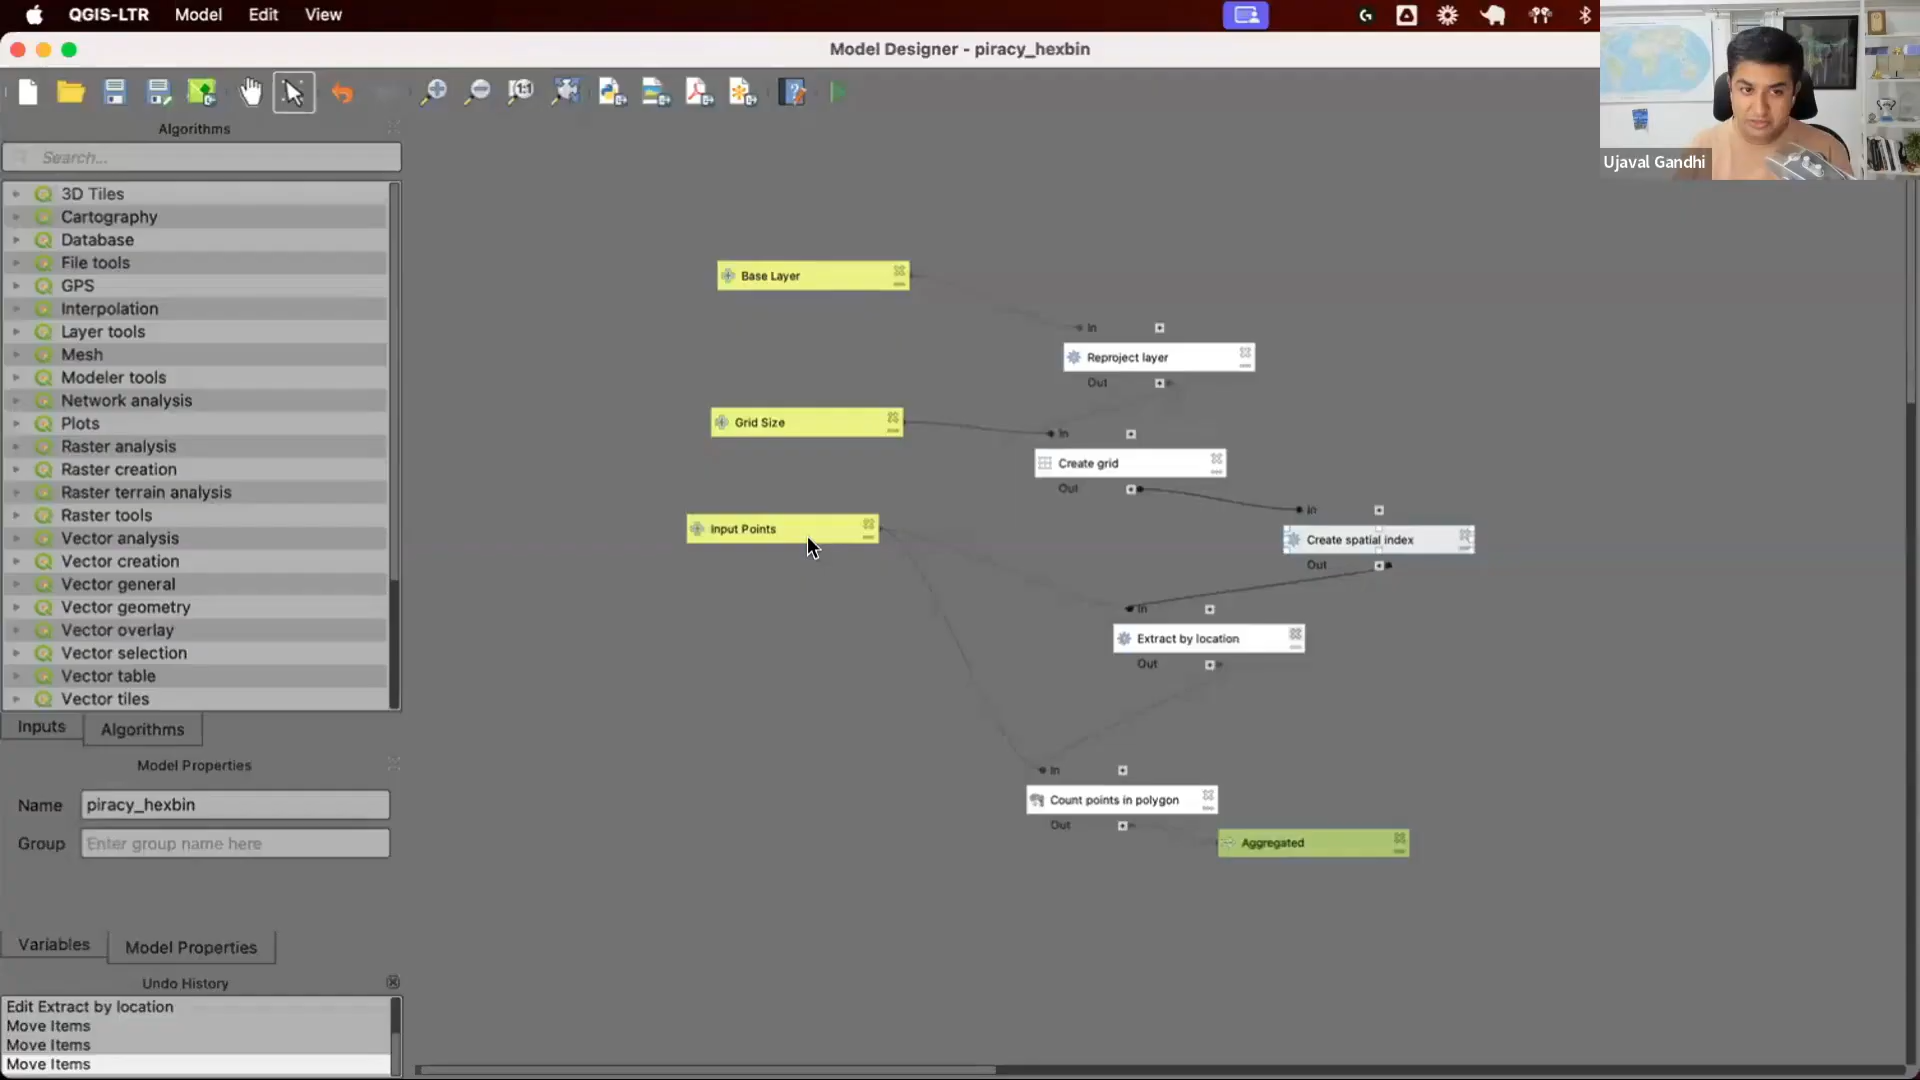 QGIS-LTR Model Edit View
Model Designer - piracy_hexbin
Ujaval Gandhi
Algorithms
Search...
3D Tiles
Cartography
Database
File tools
GPS
Interpolation
Layer tools
Mesh
Modeler tools
Network analysis
Plots
Raster analysis
Raster creation
Raster terrain analysis
Raster tools
Vector analysis
Vector creation
Vector general
Vector geometry
Vector overlay
Vector selection
Vector table
Vector tiles
Inputs Algorithms
Model Properties
Name piracy_hexbin
Group Enter group name here
Variables Model Properties
Undo History
Edit Extract by location
Move Items
Move Items
Move Items
Base Layer
In
Reproject layer
Out
Grid Size
In
Create grid
Out
In
Input Points
Create spatial index
Out
In
Extract by location
Out
In
Count points in polygon
Out
Aggregated